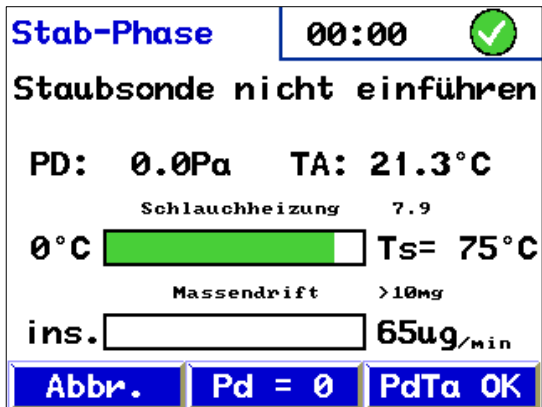 Stab-Phase 00:00
Staubsonde nicht einführen
PD: 0.0Pa TA: 21.3°C
Schlauchheizung 7.9
0°C Ts= 75°C
Massendrift >10mg
ins. 65ug/min
Abbr. Pd = 0 PdTa OK